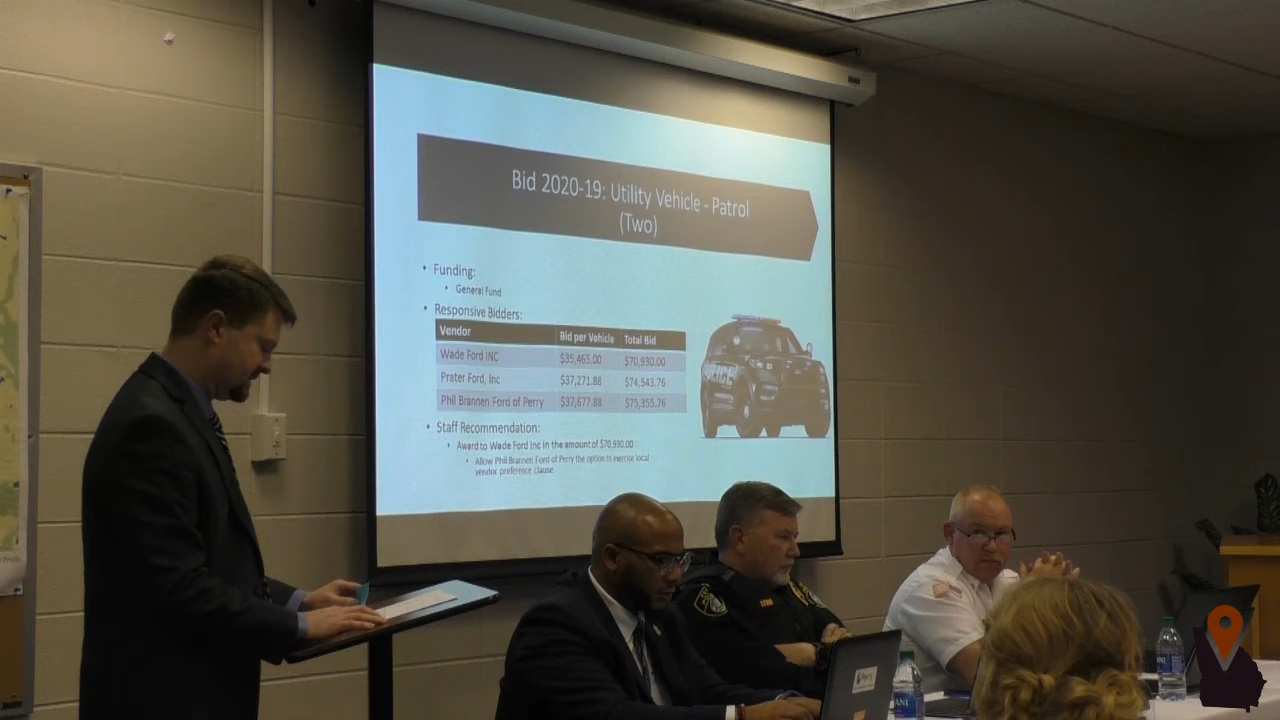 Bid 2020-19: Utility Vehicle - Patrol
(Two)
• Funding:
• General Fund
• Responsive Bidders:
Vendor Bid per Vehicle Total Bid
Wade Ford INC $35,465.00 $70,930.00
Prater Ford, Inc $37,271.88 $74,543.76
Phil Brannen Ford of Perry $37,677.88 $75,355.76
• Staff Recommendation:
• Award to Wade Ford Inc in the amount of $70,930.00
• Allow Phil Brannen Ford of Perry the option to exercise local
vendor preference clause
Perry